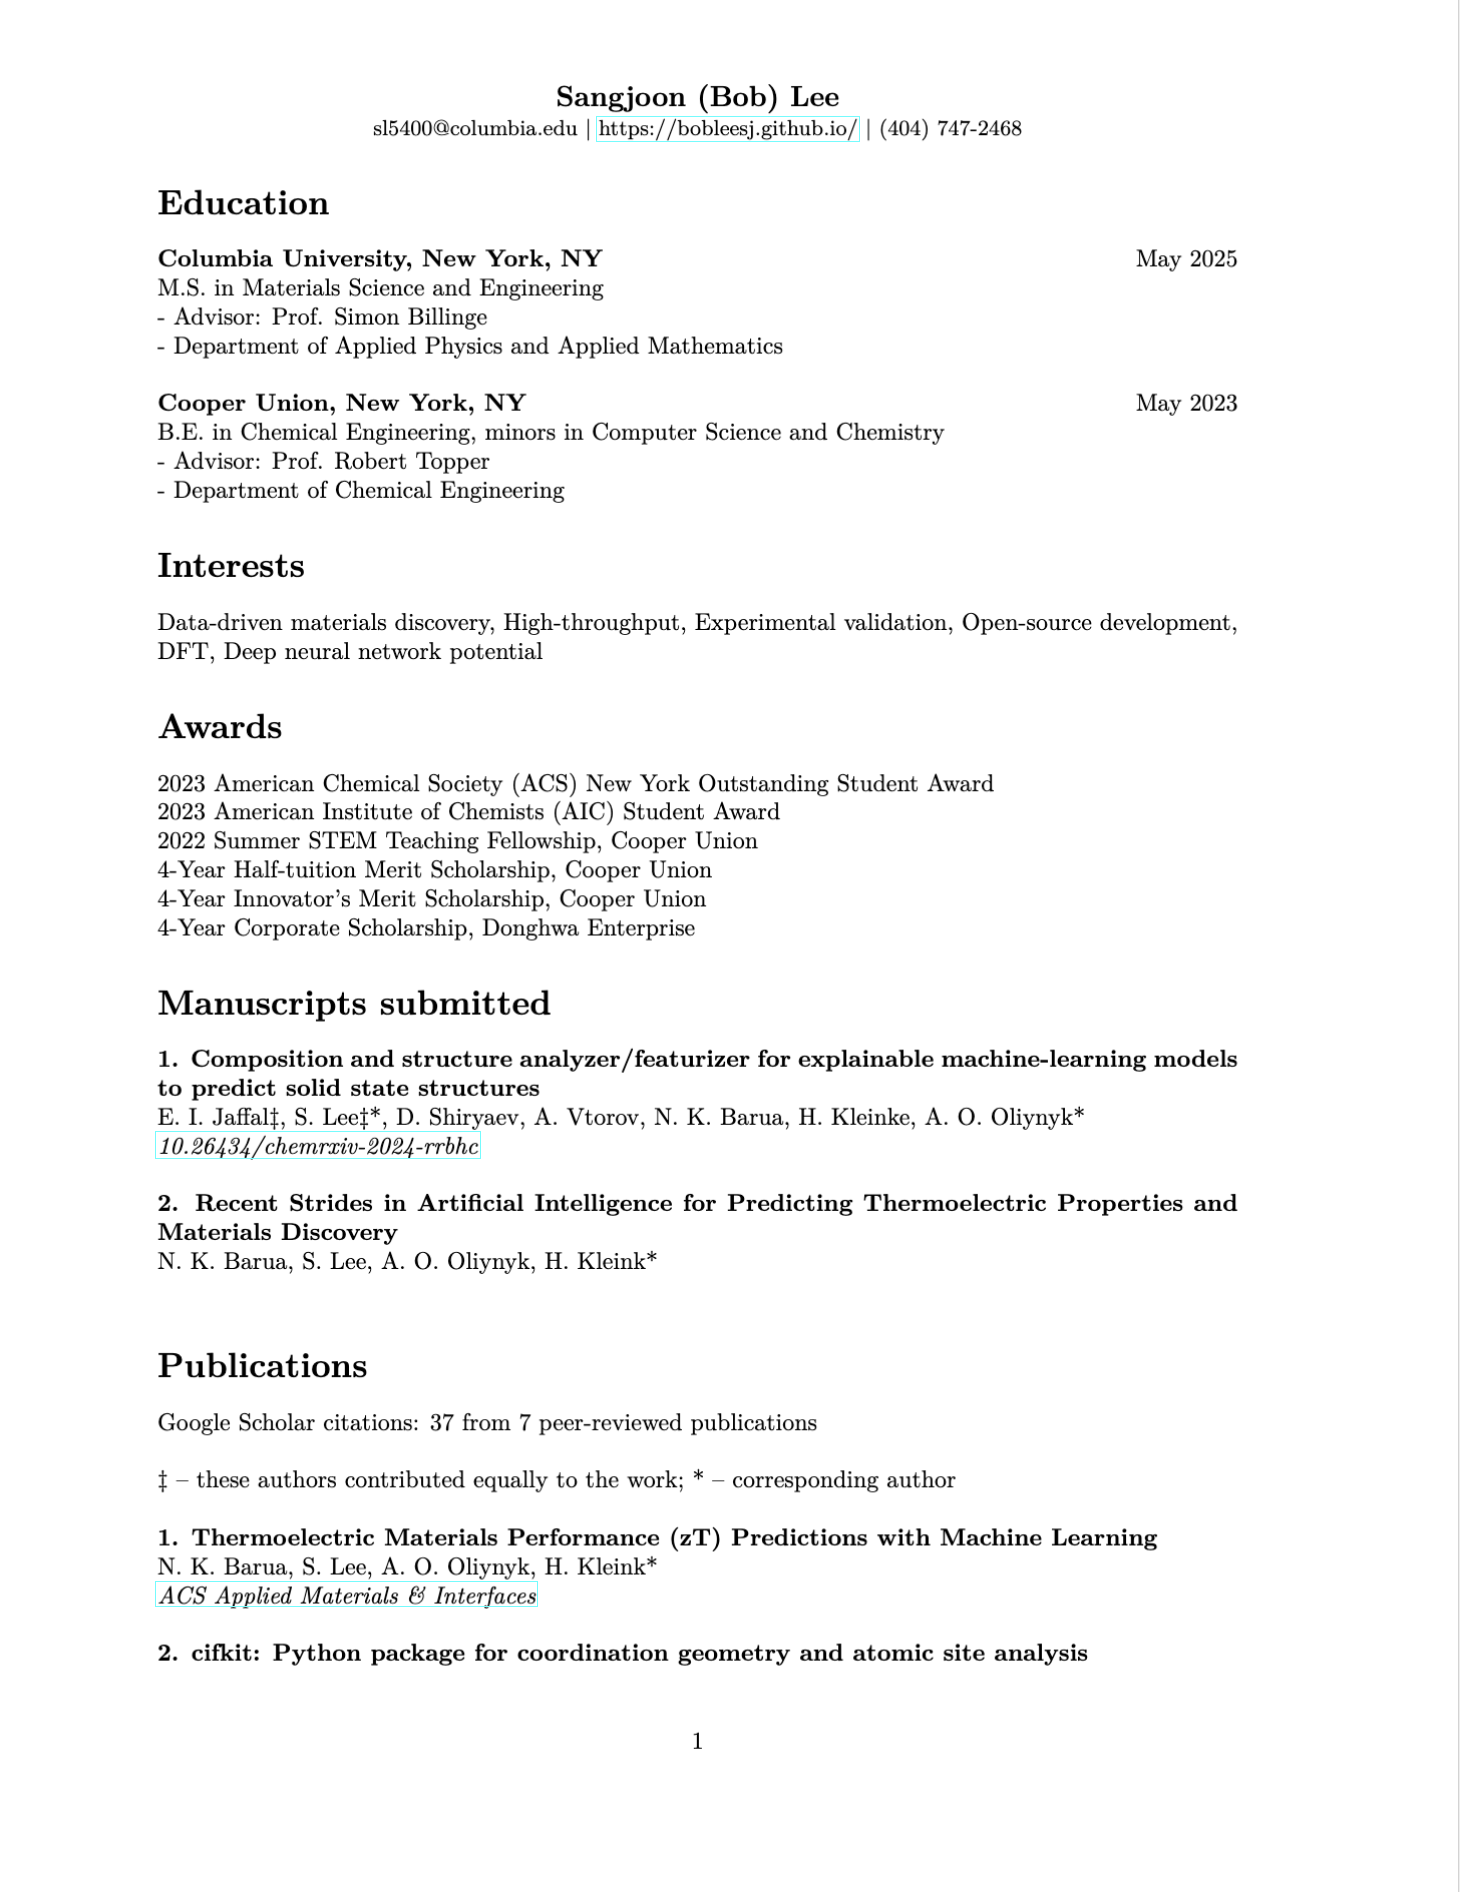 Sangjoon (Bob) Lee
sl5400@columbia.edu | https://bobleesj.github.io/ | (404) 747-2468
Education
Columbia University, New York, NY May 2025
M.S. in Materials Science and Engineering
- Advisor: Prof. Simon Billinge
- Department of Applied Physics and Applied Mathematics
Cooper Union, New York, NY May 2023
B.E. in Chemical Engineering, minors in Computer Science and Chemistry
- Advisor: Prof. Robert Topper
- Department of Chemical Engineering
Interests
Data-driven materials discovery, High-throughput, Experimental validation, Open-source development,
DFT, Deep neural network potential
Awards
2023 American Chemical Society (ACS) New York Outstanding Student Award
2023 American Institute of Chemists (AIC) Student Award
2022 Summer STEM Teaching Fellowship, Cooper Union
4-Year Half-tuition Merit Scholarship, Cooper Union
4-Year Innovator's Merit Scholarship, Cooper Union
4-Year Corporate Scholarship, Donghwa Enterprise
Manuscripts submitted
1. Composition and structure analyzer/featurizer for explainable machine-learning models
to predict solid state structures
E. I. Jaffal‡, S. Lee‡*, D. Shiryaev, A. Vtorov, N. K. Barua, H. Kleinke, A. O. Oliynyk*
10.26434/chemrxiv-2024-rrbhc
2. Recent Strides in Artificial Intelligence for Predicting Thermoelectric Properties and
Materials Discovery
N. K. Barua, S. Lee, A. O. Oliynyk, H. Kleink*
Publications
Google Scholar citations: 37 from 7 peer-reviewed publications
‡ – these authors contributed equally to the work; * – corresponding author
1. Thermoelectric Materials Performance (zT) Predictions with Machine Learning
N. K. Barua, S. Lee, A. O. Oliynyk, H. Kleink*
ACS Applied Materials & Interfaces
2. cifkit: Python package for coordination geometry and atomic site analysis
1